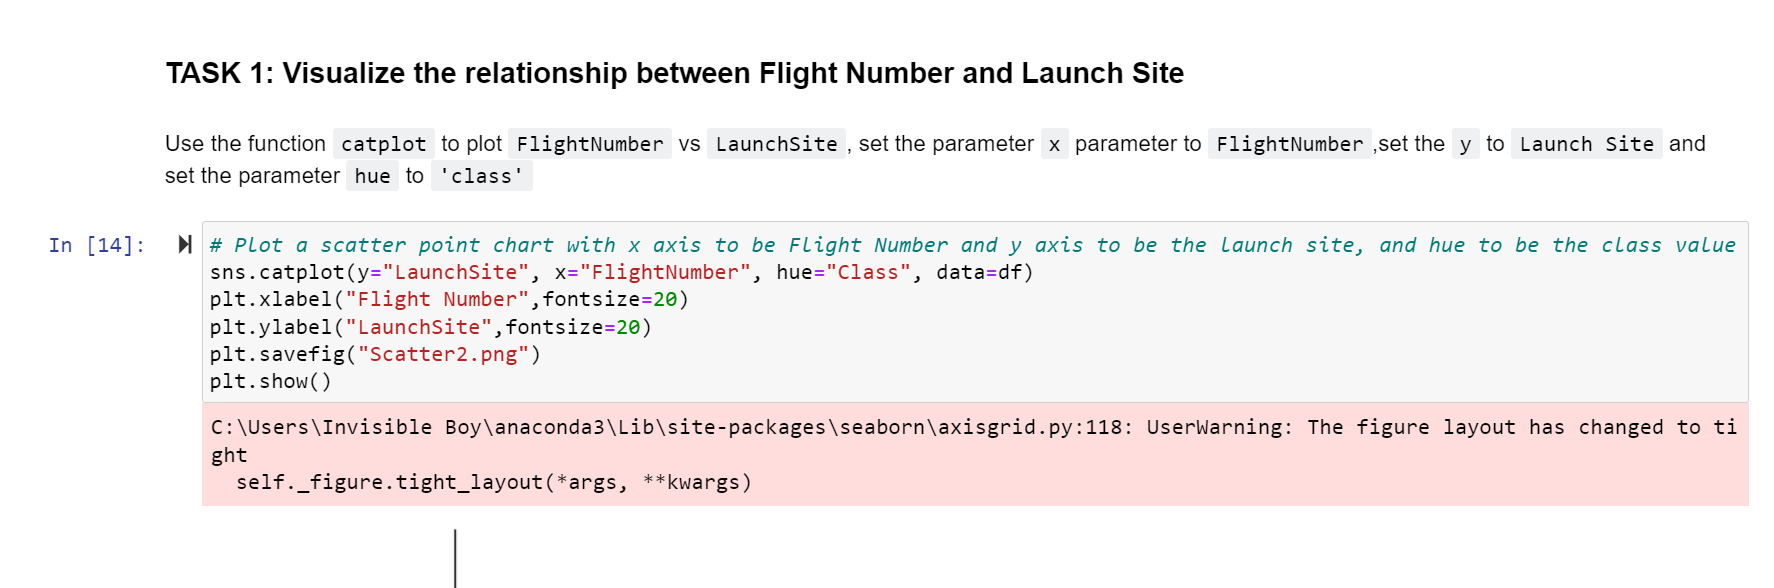 TASK 1: Visualize the relationship between Flight Number and Launch Site
Use the function catplot to plot FlightNumber vs LaunchSite , set the parameter x parameter to FlightNumber ,set the y to Launch Site and
set the parameter hue to 'class'
In [14]:
# Plot a scatter point chart with x axis to be Flight Number and y axis to be the launch site, and hue to be the class value
sns.catplot(y="LaunchSite", x="FlightNumber", hue="Class", data=df)
plt.xlabel("Flight Number",fontsize=20)
plt.ylabel("LaunchSite",fontsize=20)
plt.savefig("Scatter2.png")
plt.show()
C:\Users\Invisible Boy\anaconda3\Lib\site-packages\seaborn\axisgrid.py:118: UserWarning: The figure layout has changed to ti
ght
  self._figure.tight_layout(*args, **kwargs)